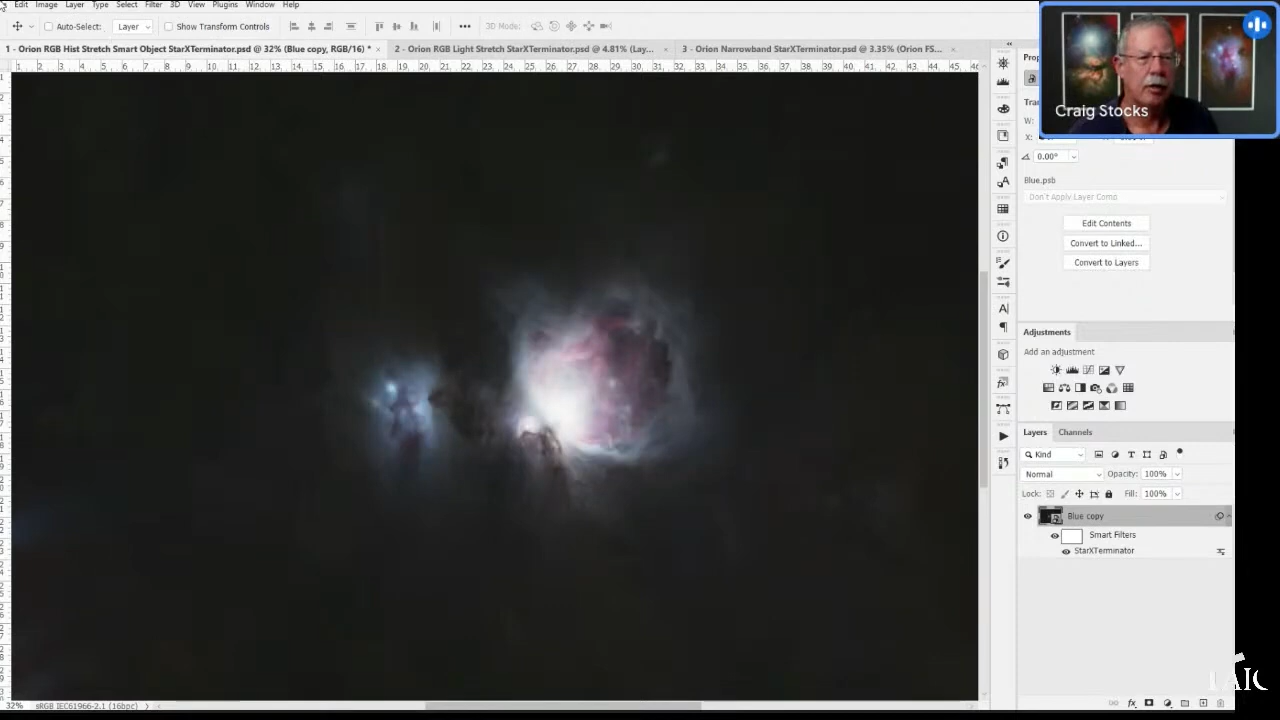 Edit Image Layer Type Select Filter 3D View Plugins Window Help
Auto-Select: Layer Show Transform Controls 3D Mode:
1 - Orion RGB Hist Stretch Smart Object StarXTerminator.psd @ 32% (Blue copy, RGB/16) *
2 - Orion RGB Light Stretch StarXTerminator.psd @ 4.81% (Lay...
3 - Orion Narrowband StarXTerminator.psd @ 3.35% (Orion FS...
Craig Stocks
W:
X:
0.00°
Blue.psb
Don't Apply Layer Comp
Edit Contents
Convert to Linked...
Convert to Layers
Adjustments
Add an adjustment
Layers Channels
Kind
Normal Opacity: 100%
Lock: Fill: 100%
Blue copy
Smart Filters
StarXTerminator
32% sRGB IEC61966-2.1 (16bpc)